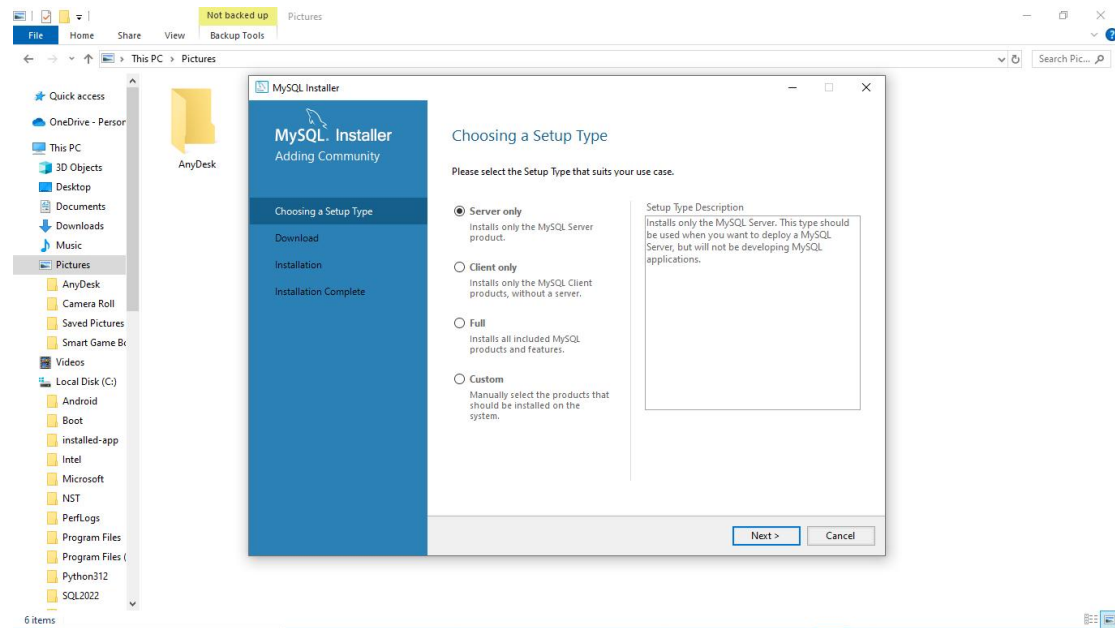 Not backed up
Pictures
File
Home
Share
View
Backup Tools
This PC > Pictures
Search Pic...
Quick access
OneDrive - Person
This PC
3D Objects
Desktop
Documents
Downloads
Music
Pictures
AnyDesk
Camera Roll
Saved Pictures
Smart Game Bo
Videos
Local Disk (C:)
Android
Boot
installed-app
Intel
Microsoft
NST
PerfLogs
Program Files
Program Files (
Python312
SQL2022
6 items
AnyDesk
MySQL Installer
MySQL. Installer
Adding Community
Choosing a Setup Type
Download
Installation
Installation Complete
Choosing a Setup Type
Please select the Setup Type that suits your use case.
Server only
Installs only the MySQL Server
product.
Client only
Installs only the MySQL Client
products, without a server.
Full
Installs all included MySQL
products and features.
Custom
Manually select the products that
should be installed on the
system.
Setup Type Description
Installs only the MySQL Server. This type should
be used when you want to deploy a MySQL
Server, but will not be developing MySQL
applications.
Next >
Cancel